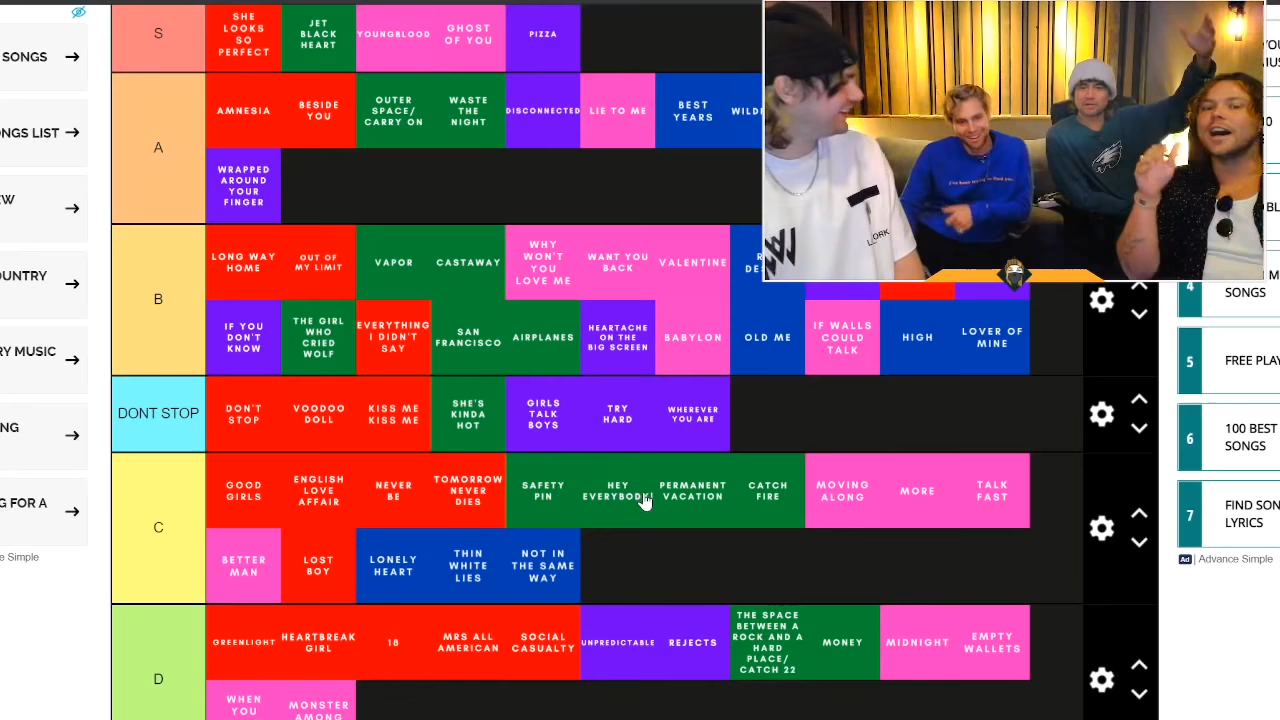 SONGS
ONGS LIST
EW
OUNTRY
RY MUSIC
NG
NG FOR A
e Simple
S
SHE
LOOKS
SO
PERFECT
JET
BLACK
HEART
YOUNGBLOOD
GHOST
OF YOU
PIZZA
A
AMNESIA
BESIDE
YOU
OUTER
SPACE/
CARRY ON
WASTE
THE
NIGHT
DISCONNECTED
LIE TO ME
BEST
YEARS
WILD
WRAPPED
AROUND
YOUR
FINGER
B
LONG WAY
HOME
OUT OF
MY LIMIT
VAPOR
CASTAWAY
WHY
WON'T
YOU
LOVE ME
WANT YOU
BACK
VALENTINE
R
DE
IF YOU
DON'T
KNOW
THE GIRL
WHO
CRIED
WOLF
EVERYTHING
I DIDN'T
SAY
SAN
FRANCISCO
AIRPLANES
HEARTACHE
ON THE
BIG SCREEN
BABYLON
OLD ME
IF WALLS
COULD
TALK
HIGH
LOVER OF
MINE
DONT STOP
DON'T
STOP
VOODOO
DOLL
KISS ME
KISS ME
SHE'S
KINDA
HOT
GIRLS
TALK
BOYS
TRY
HARD
WHEREVER
YOU ARE
C
GOOD
GIRLS
ENGLISH
LOVE
AFFAIR
NEVER
BE
TOMORROW
NEVER
DIES
SAFETY
PIN
HEY
EVERYBODY!
PERMANENT
VACATION
CATCH
FIRE
MOVING
ALONG
MORE
TALK
FAST
BETTER
MAN
LOST
BOY
LONELY
HEART
THIN
WHITE
LIES
NOT IN
THE SAME
WAY
D
GREENLIGHT
HEARTBREAK
GIRL
18
MRS ALL
AMERICAN
SOCIAL
CASUALTY
UNPREDICTABLE
REJECTS
THE SPACE
BETWEEN A
ROCK AND A
HARD
PLACE/
CATCH 22
MONEY
MIDNIGHT
EMPTY
WALLETS
WHEN
YOU
MONSTER
AMONG
4
SONGS
5
FREE PLAY
6
100 BEST
SONGS
7
FIND SON
LYRICS
Ad
Advance Simple